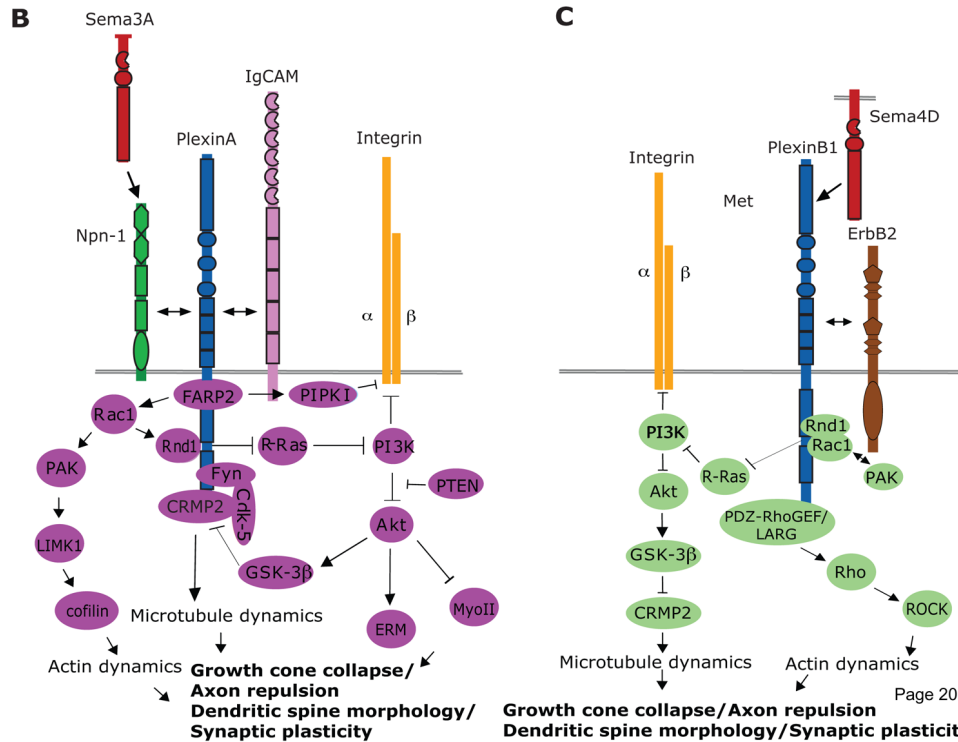 B
Sema3A
IgCAM
PlexinA
Integrin
Npn-1
α
β
FARP2
PIPK I
Rac1
Rnd1
R-Ras
PI3K
PAK
Fyn
PTEN
CRMP2
Cdk-5
Akt
LIMK1
GSK-3β
MyoII
cofilin
Microtubule dynamics
ERM
Actin dynamics
Growth cone collapse/
Axon repulsion
Dendritic spine morphology/
Synaptic plasticity
C
Sema4D
PlexinB1
Integrin
Met
ErbB2
α
β
Rnd1
PI3K
Rac1
R-Ras
PAK
Akt
PDZ-RhoGEF/
LARG
GSK-3β
Rho
CRMP2
ROCK
Microtubule dynamics
Actin dynamics
Page 20
Growth cone collapse/Axon repulsion
Dendritic spine morphology/Synaptic plasticit